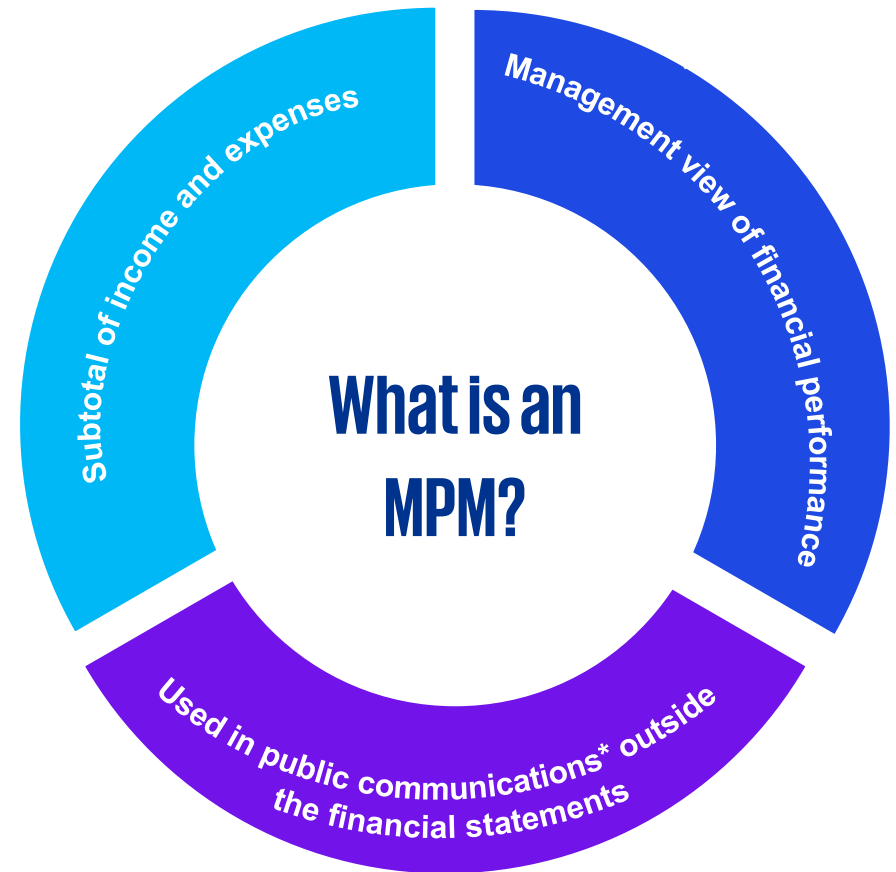 Subtotal of income and expenses
Management view of financial performance
What is an
MPM?
Used in public communications* outside
the financial statements